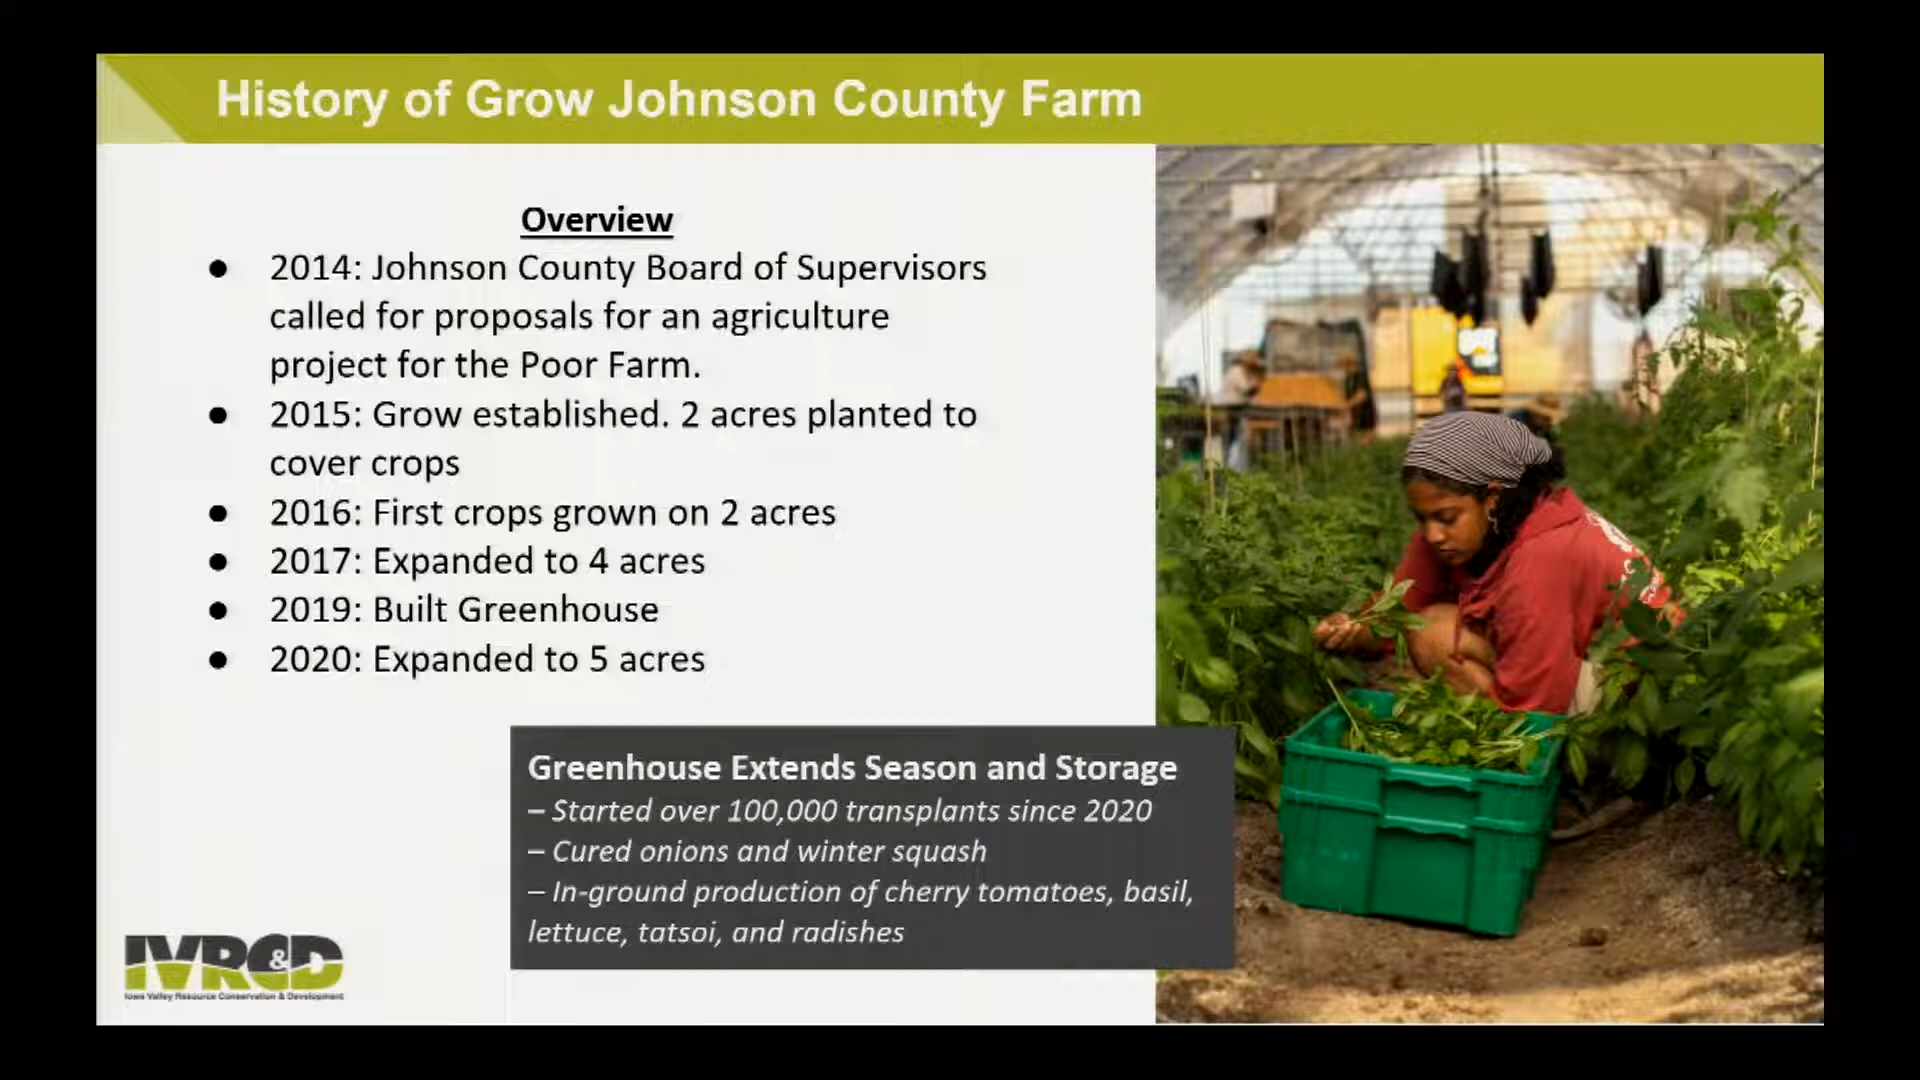 History of Grow Johnson County Farm
Overview
● 2014: Johnson County Board of Supervisors
called for proposals for an agriculture
project for the Poor Farm.
● 2015: Grow established. 2 acres planted to
cover crops
● 2016: First crops grown on 2 acres
● 2017: Expanded to 4 acres
● 2019: Built Greenhouse
● 2020: Expanded to 5 acres
Greenhouse Extends Season and Storage
– Started over 100,000 transplants since 2020
– Cured onions and winter squash
– In-ground production of cherry tomatoes, basil,
lettuce, tatsoi, and radishes
IVRC&D
Iowa Valley Resource Conservation & Development